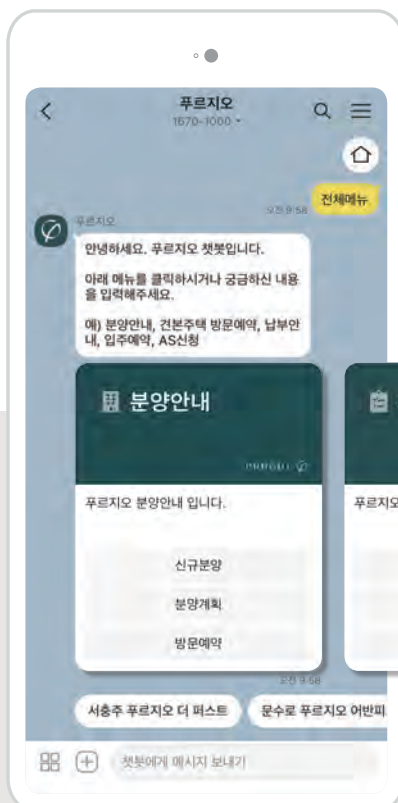 푸르지오
1670-1000
전체메뉴
오전 9:58
푸르지오
안녕하세요. 푸르지오 챗봇입니다.
아래 메뉴를 클릭하시거나 궁금하신 내용
을 입력해주세요.
예) 분양안내, 견본주택 방문예약, 납부안
내, 입주예약, AS신청
분양안내
PRUGIO
푸르지오 분양안내 입니다.
푸르지오
신규분양
분양계획
방문예약
오전 9:58
서충주 푸르지오 더 퍼스트
문수로 푸르지오 어반피
챗봇에게 메시지 보내기